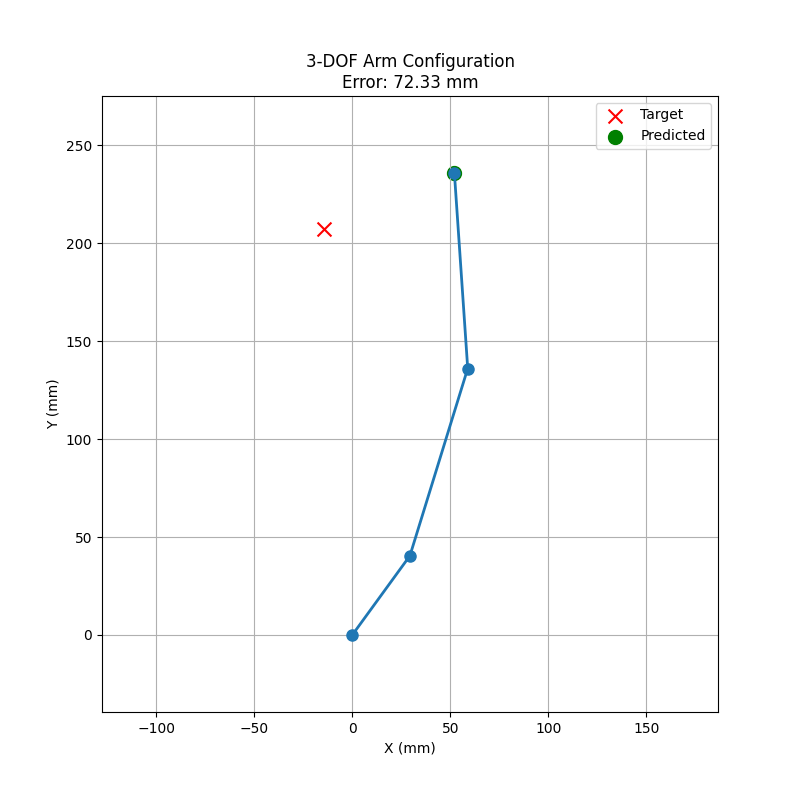 3-DOF Arm Configuration
Error: 72.33 mm
Target
Predicted
250
200
150
100
50
0
−100
−50
0
50
100
150
Y (mm)
X (mm)